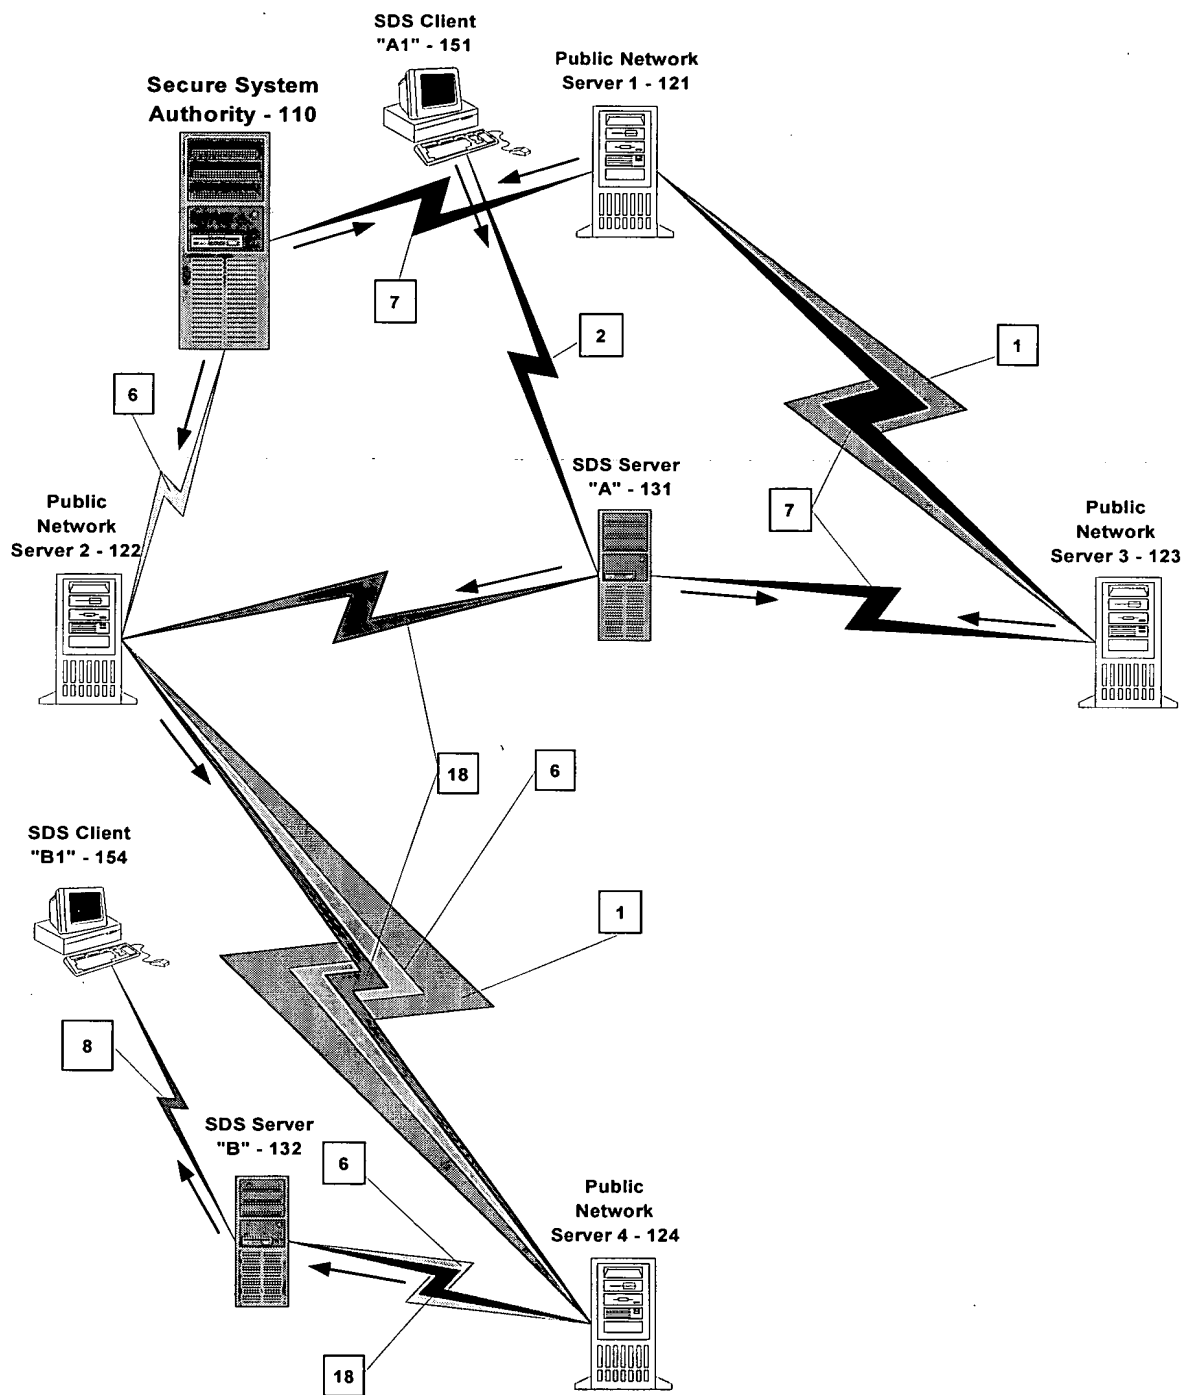 SDS Client
"A1" - 151
Public Network
Server 1 - 121
Secure System
Authority - 110
7
2
1
6
SDS Server
"A" - 131
Public
Network
Server 2 - 122
7
Public
Network
Server 3 - 123
18
6
SDS Client
"B1" - 154
1
8
SDS Server
"B" - 132
6
Public
Network
Server 4 - 124
18